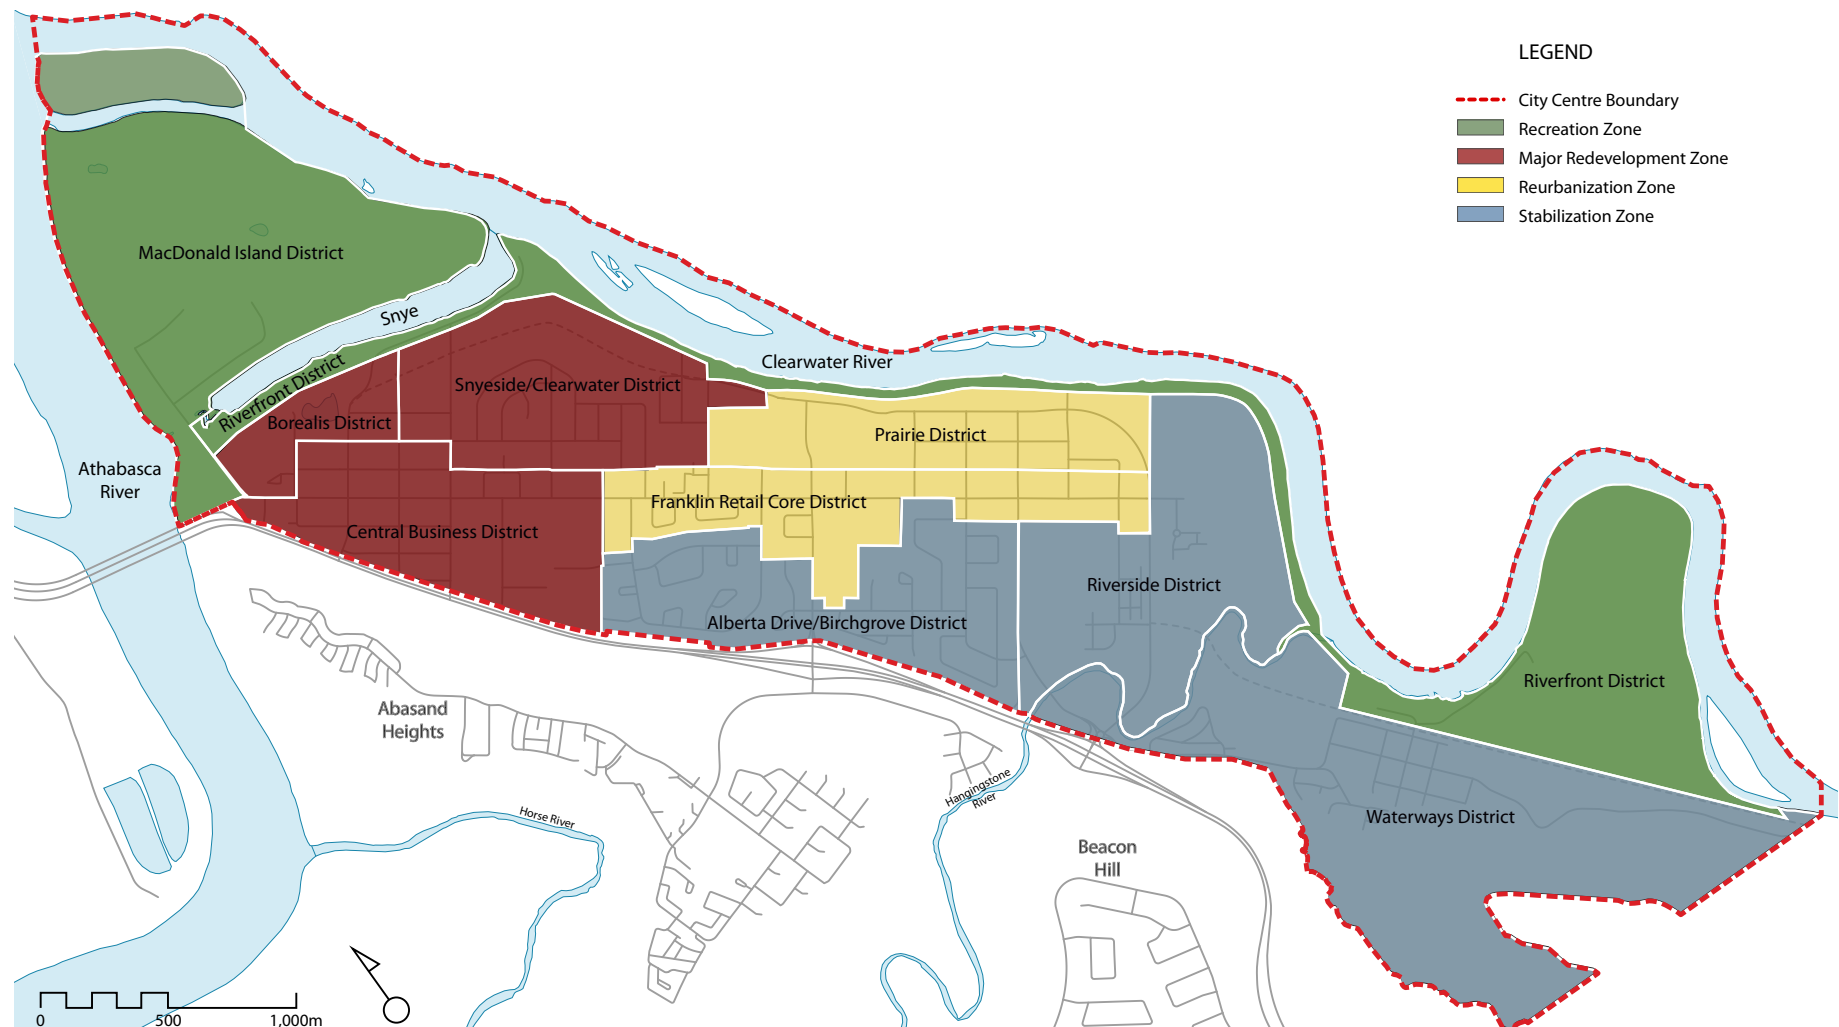 LEGEND
City Centre Boundary
Recreation Zone
Major Redevelopment Zone
Reurbanization Zone
Stabilization Zone
MacDonald Island District
Snye
Riverfront District
Clearwater River
Snyeside/Clearwater District
Borealis District
Prairie District
Athabasca
River
Franklin Retail Core District
Central Business District
Riverside District
Alberta Drive/Birchgrove District
Riverfront District
Abasand
Heights
Hangingstone
River
Horse River
Waterways District
Beacon
Hill
0
500
1,000m